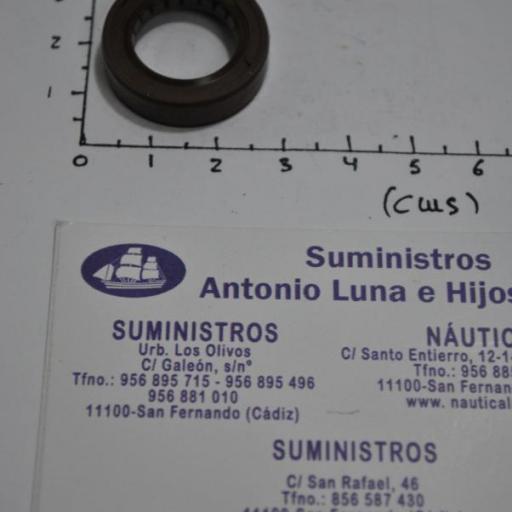 2
1
0 1 2 3 4 5 6
(cms)
Suministros
Antonio Luna e Hijos
SUMINISTROS
Urb. Los Olivos
C/ Galeón, s/nº
Tfno.: 956 895 715 - 956 895 496
956 881 010
11100-San Fernando (Cádiz)
NÁUTIC
C/ Santo Entierro, 12-1
Tfno.: 956 88
11100-San Fernan
www. nautical
SUMINISTROS
C/ San Rafael, 46
Tfno.: 856 587 430